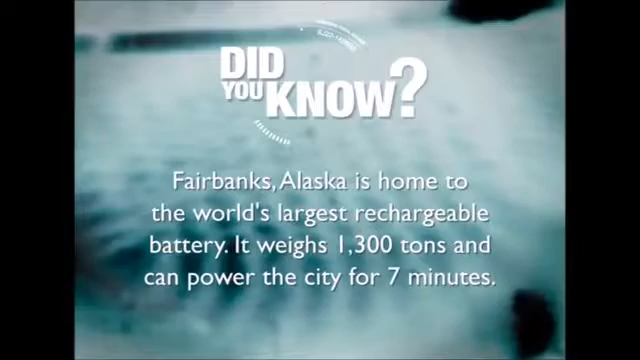 DID
YOU KNOW?
Fairbanks, Alaska is home to
the world's largest rechargeable
battery. It weighs 1,300 tons and
can power the city for 7 minutes.